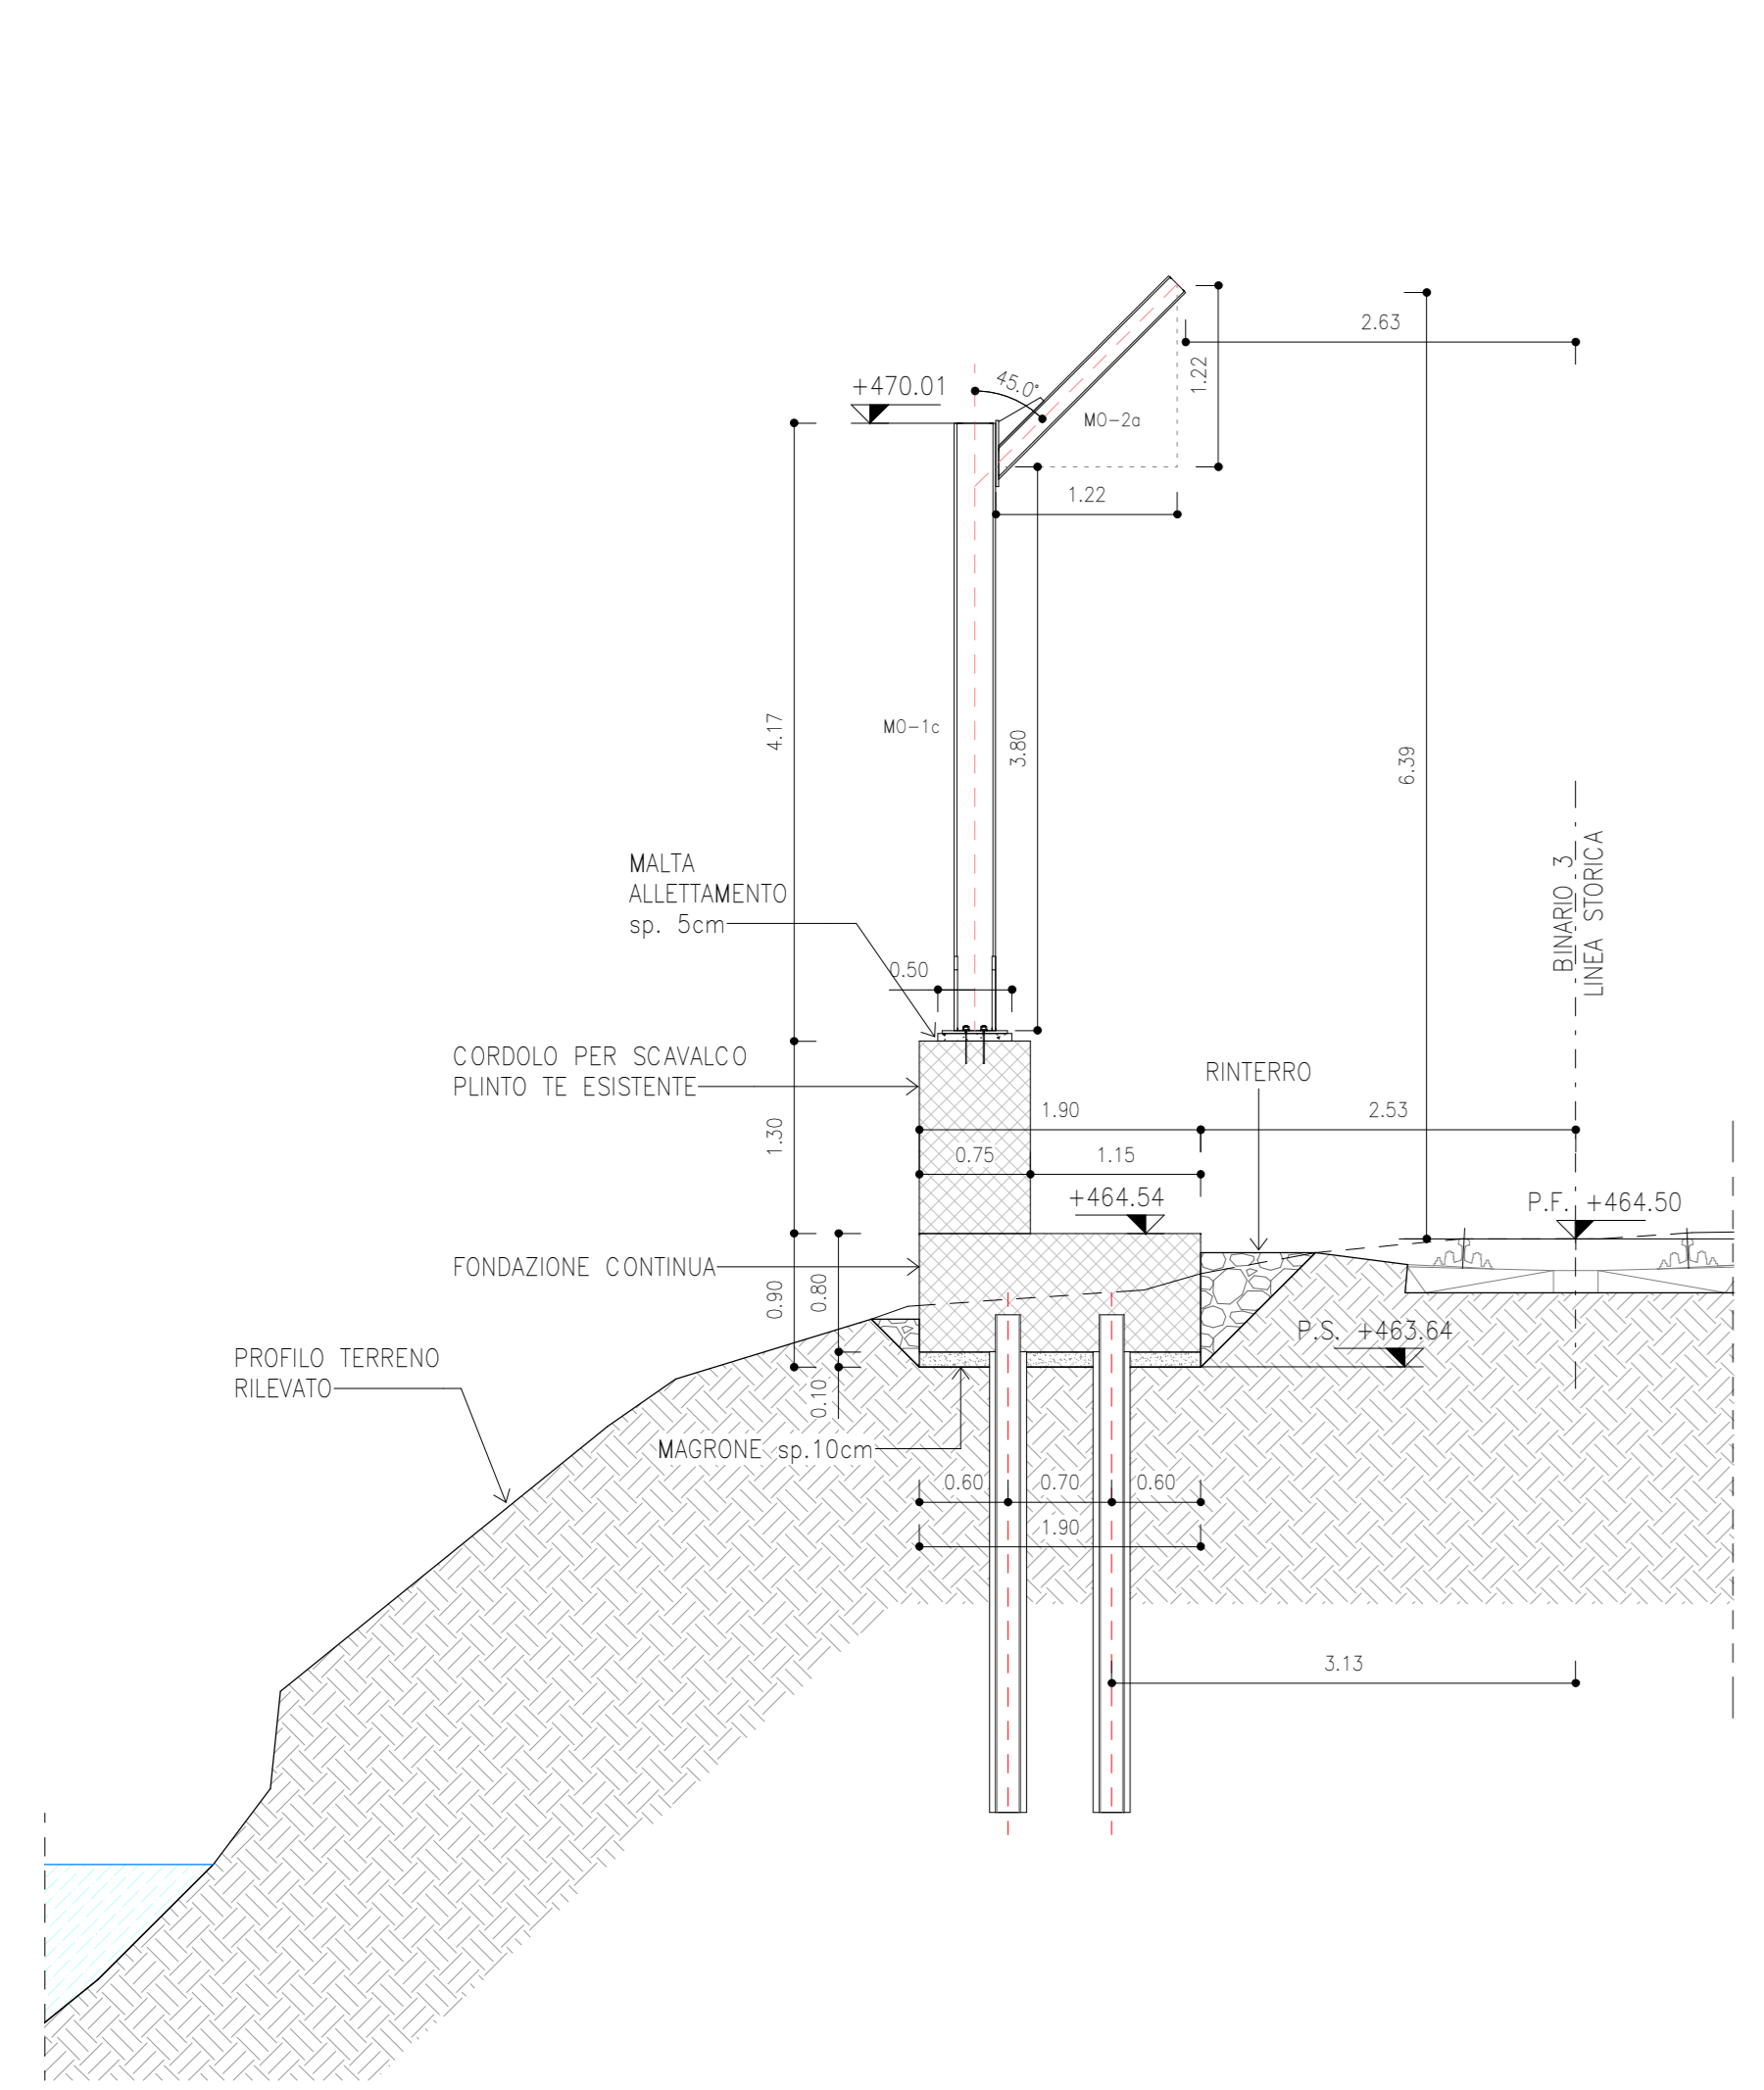 2.63
1.22
45.0°
+470.01
MO-2a
1.22
4.17
MO-1c
3.80
6.39
BINARIO 3
LINEA STORICA
MALTA
ALLETTAMENTO
sp. 5cm
0.50
CORDOLO PER SCAVALCO
PLINTO TE ESISTENTE
RINTERRO
1.30
1.90
2.53
0.75
1.15
+464.54
P.F. +464.50
FONDAZIONE CONTINUA
0.90
0.80
P.S. +463.64
PROFILO TERRENO
RILEVATO
0.10
MAGRONE sp.10cm
0.60
0.70
0.60
1.90
3.13